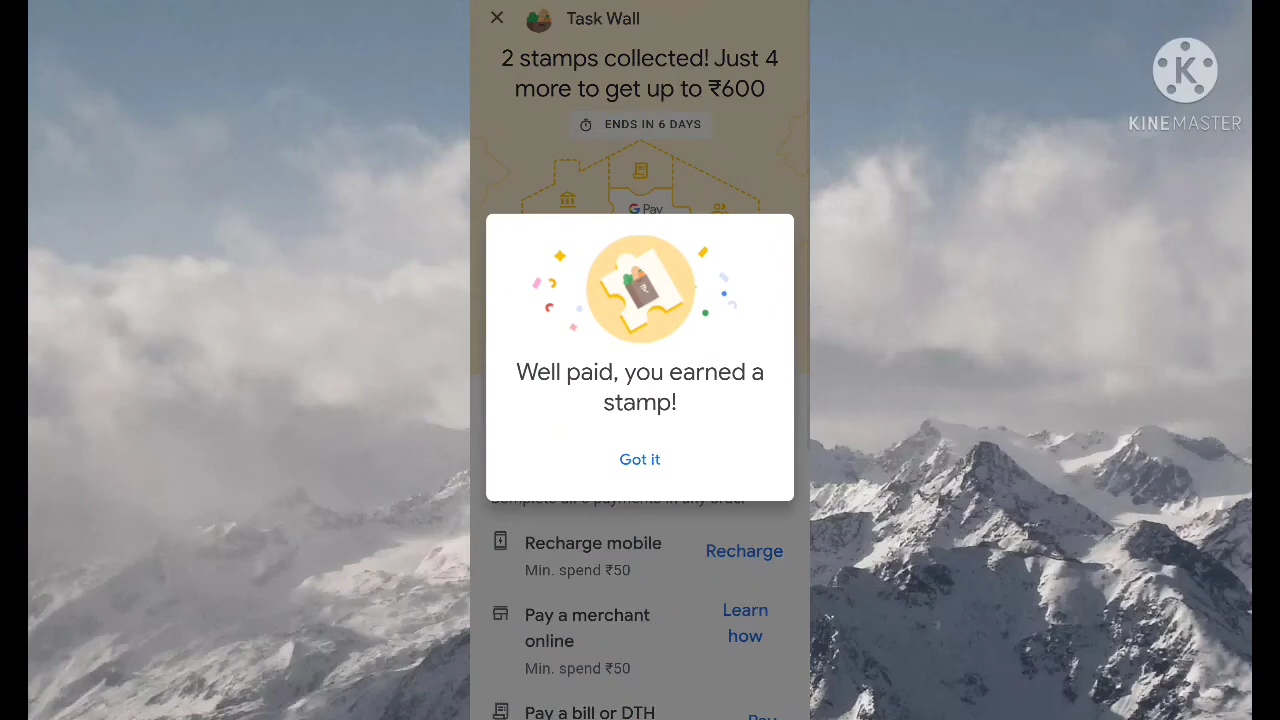 Task Wall
2 stamps collected! Just 4
more to get up to ₹600
ENDS IN 6 DAYS
G Pay
Well paid, you earned a
stamp!
Got it
Recharge mobile
Min. spend ₹50
Recharge
Pay a merchant
online
Min. spend ₹50
Learn
how
Pay a bill or DTH
Pay
K
KINEMASTER